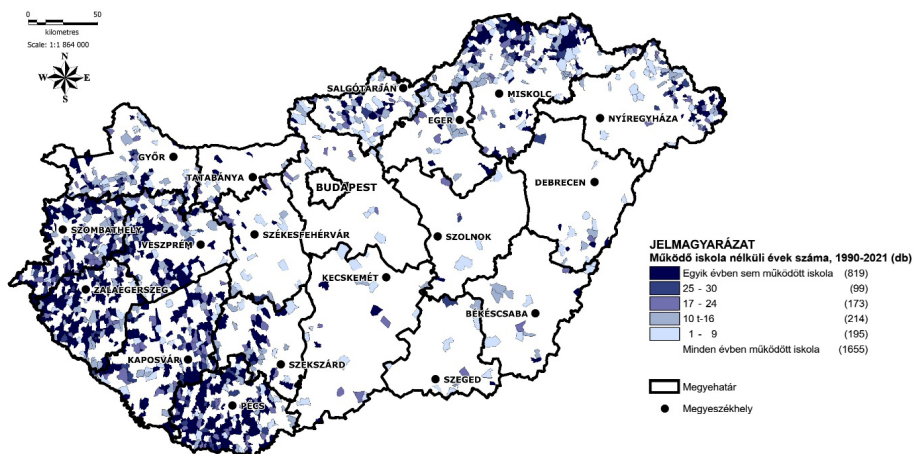 0 50
kilometres
Scale: 1:1 864 000
N
W E
S
SALGÓTARJÁN
MISKOLC
EGER
NYÍREGYHÁZA
GYŐR
TATABÁNYA
BUDAPEST
DEBRECEN
SZOMBATHELY
VESZPRÉM
SZÉKESFEHÉRVÁR
SZOLNOK
ZALAEGERSZEG
KECSKEMÉT
BÉKÉSCSABA
KAPOSVÁR
SZEKSZÁRD
SZEGED
PÉCS
JELMAGYARÁZAT
Működő iskola nélküli évek száma, 1990-2021 (db)
Egyik évben sem működött iskola (819)
25 - 30 (99)
17 - 24 (173)
10 t-16 (214)
1 - 9 (195)
Minden évben működött iskola (1655)
Megyehatár
Megyeszékhely